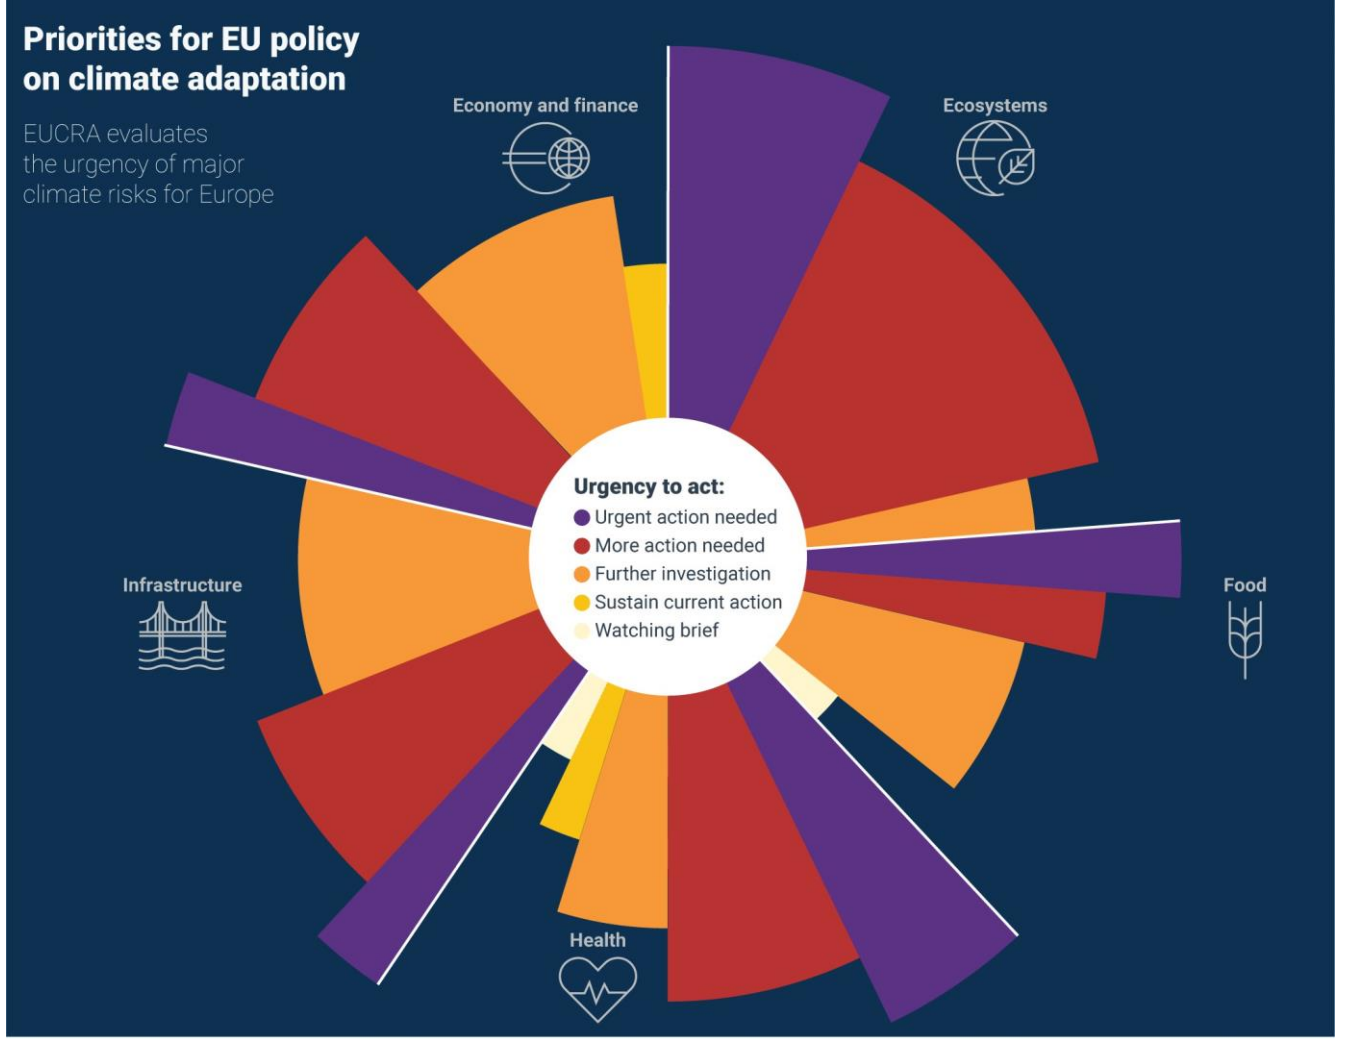 Priorities for EU policy
on climate adaptation
EUCRA evaluates
the urgency of major
climate risks for Europe
Economy and finance
Ecosystems
Urgency to act:
Urgent action needed
More action needed
Further investigation
Sustain current action
Watching brief
Infrastructure
Food
Health